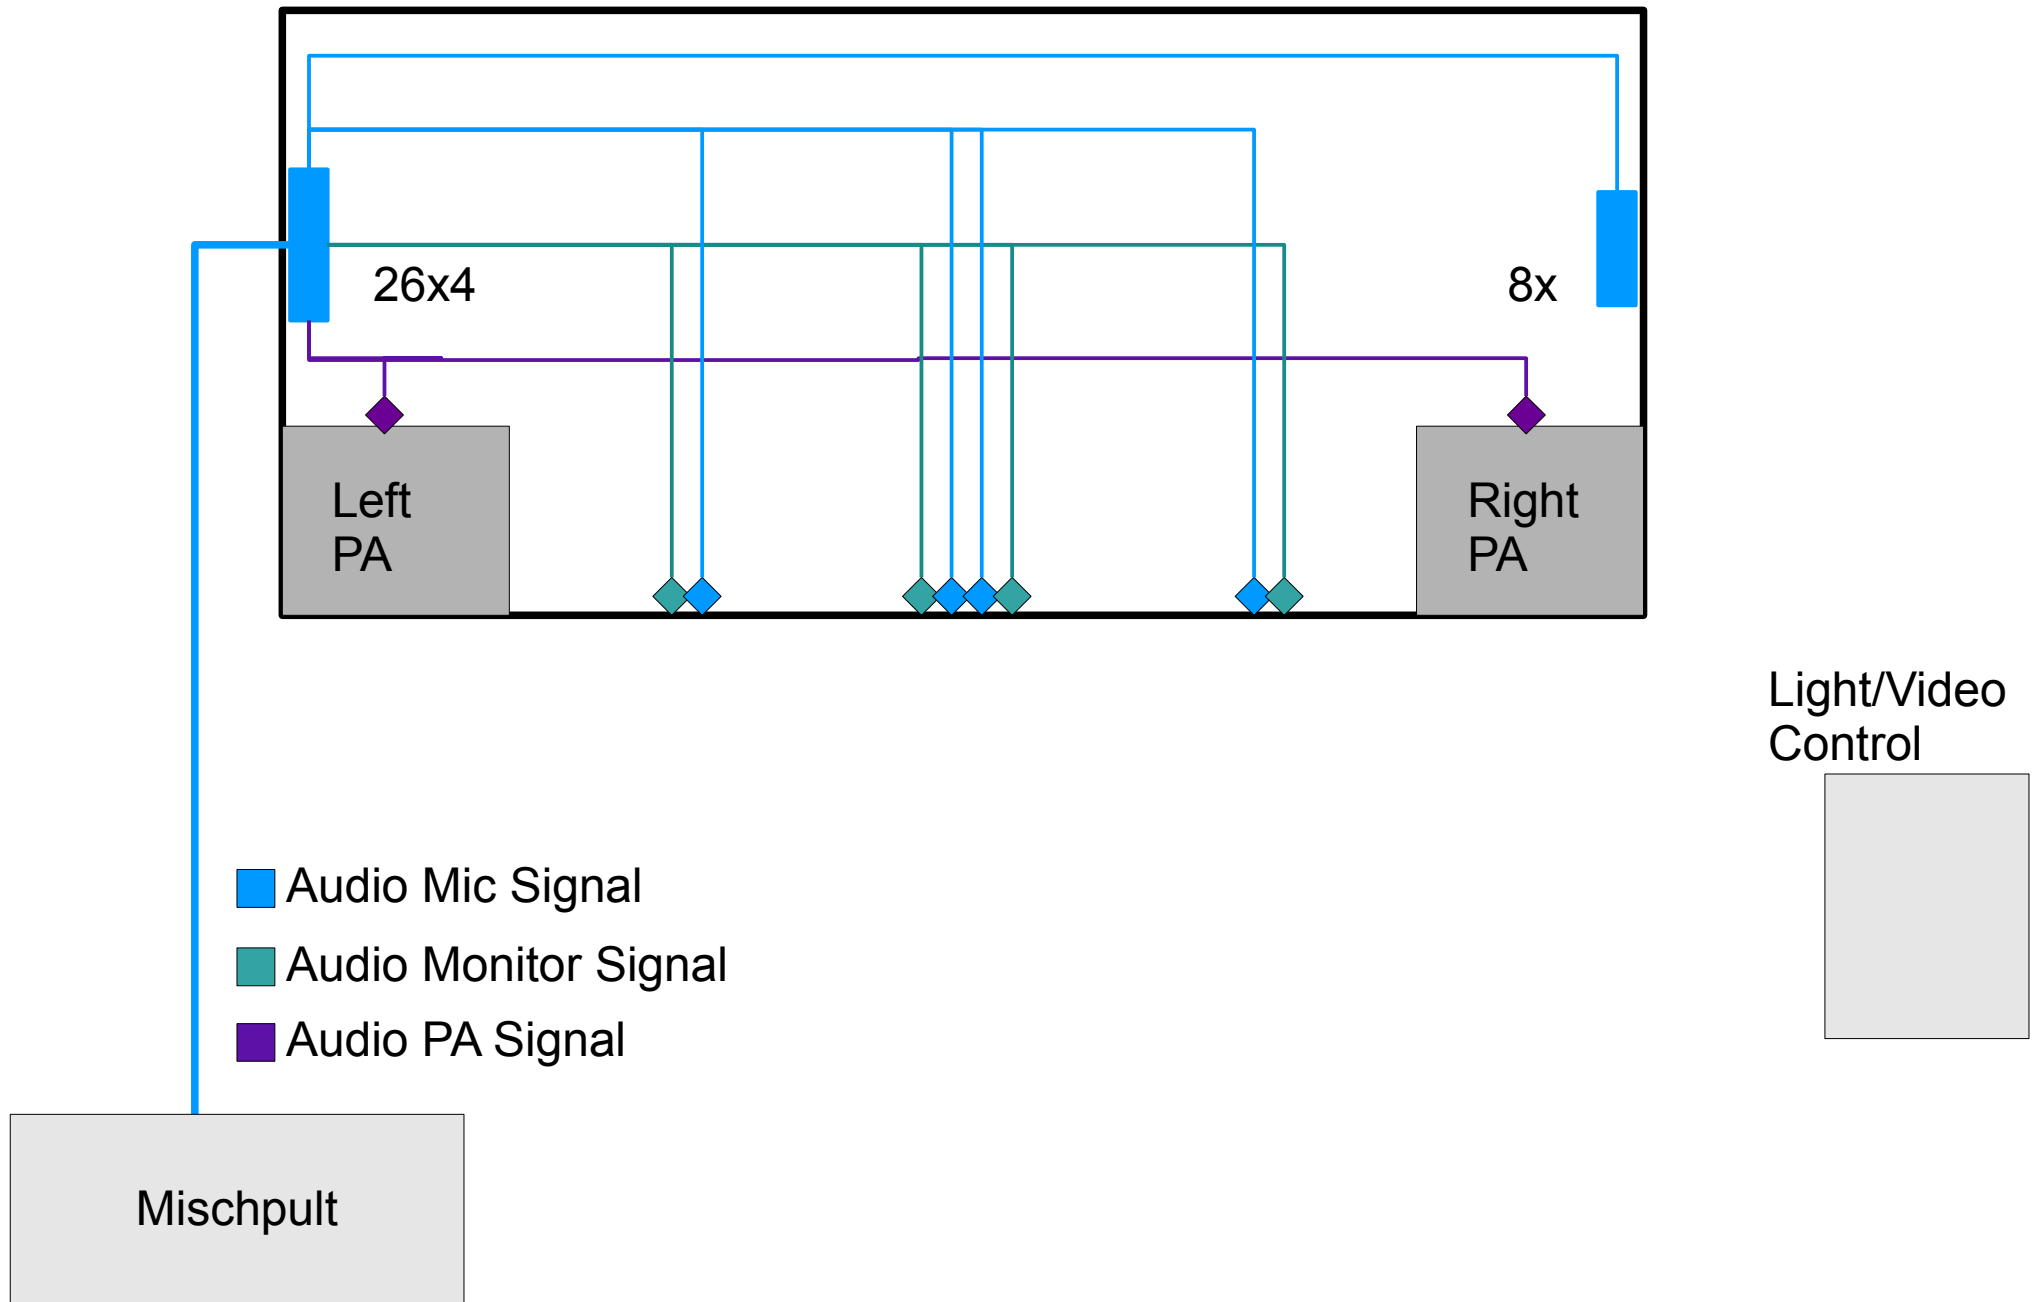 26x4
8x
Left
PA
Right
PA
Light/Video
Control
Audio Mic Signal
Audio Monitor Signal
Audio PA Signal
Mischpult